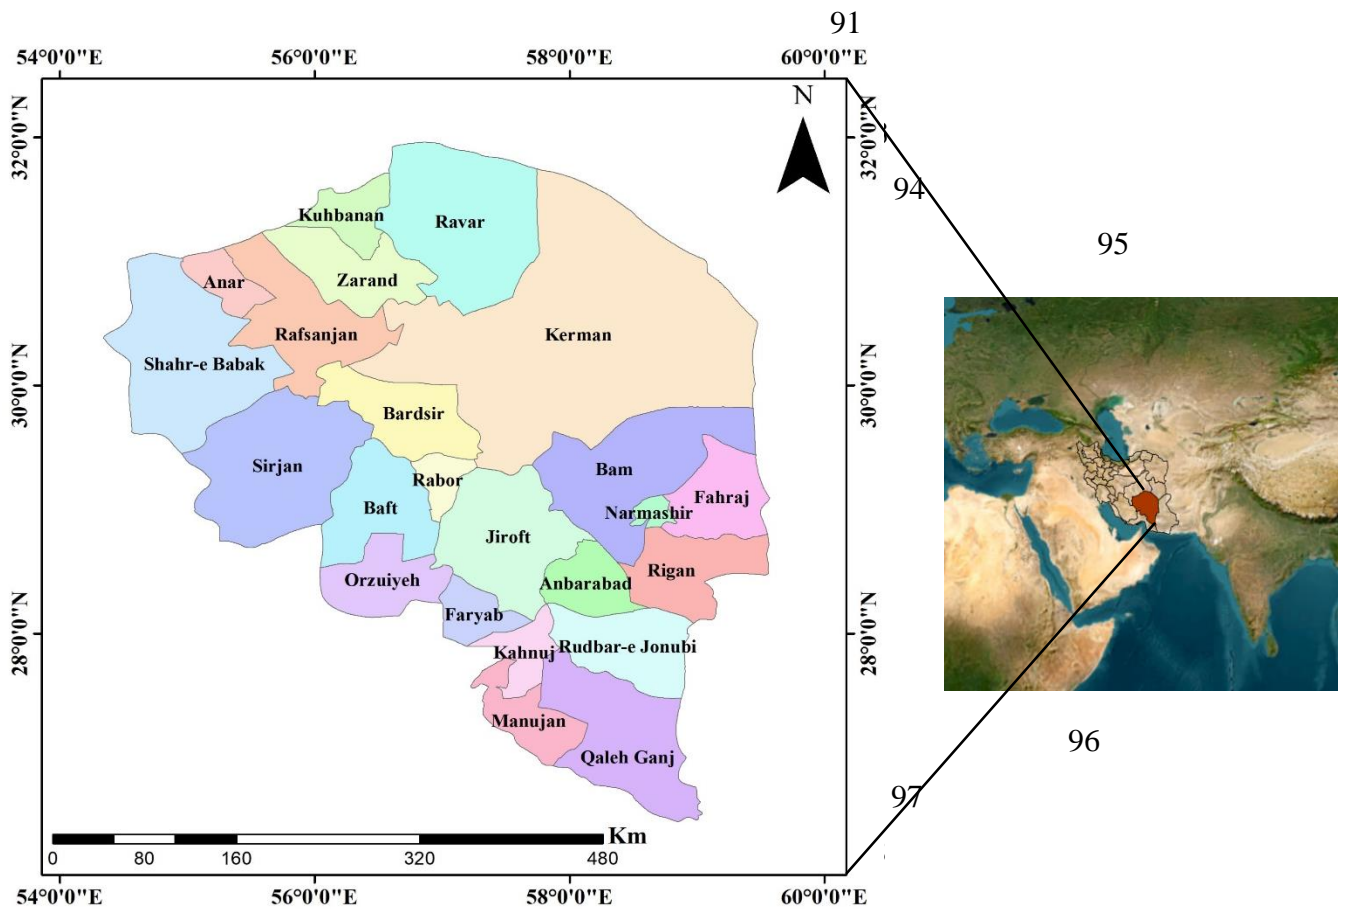 91
54°0'0"E 56°0'0"E 58°0'0"E 60°0'0"E
N
32°0'0"N 32°0'0"N
94
Kuhbanan
Ravar
95
Anar
Zarand
Rafsanjan
Kerman
Shahr-e Babak
30°0'0"N 30°0'0"N
Bardsir
Sirjan
Bam
Rabor
Fahraj
Baft
Narmashir
Jiroft
Rigan
Orzuiyeh
Anbarabad
Faryab
28°0'0"N 28°0'0"N
Kahnuj
Rudbar-e Jonubi
Manujan
96
Qaleh Ganj
97
Km
0 80 160 320 480
54°0'0"E 56°0'0"E 58°0'0"E 60°0'0"E